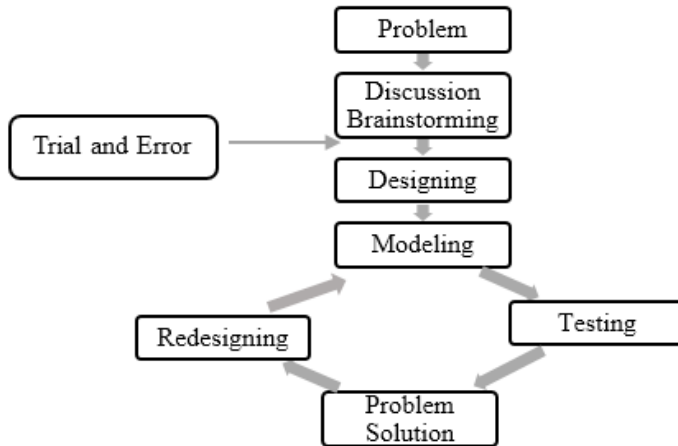 Problem
Discussion
Brainstorming
Trial and Error
Designing
Modeling
Redesigning
Testing
Problem
Solution